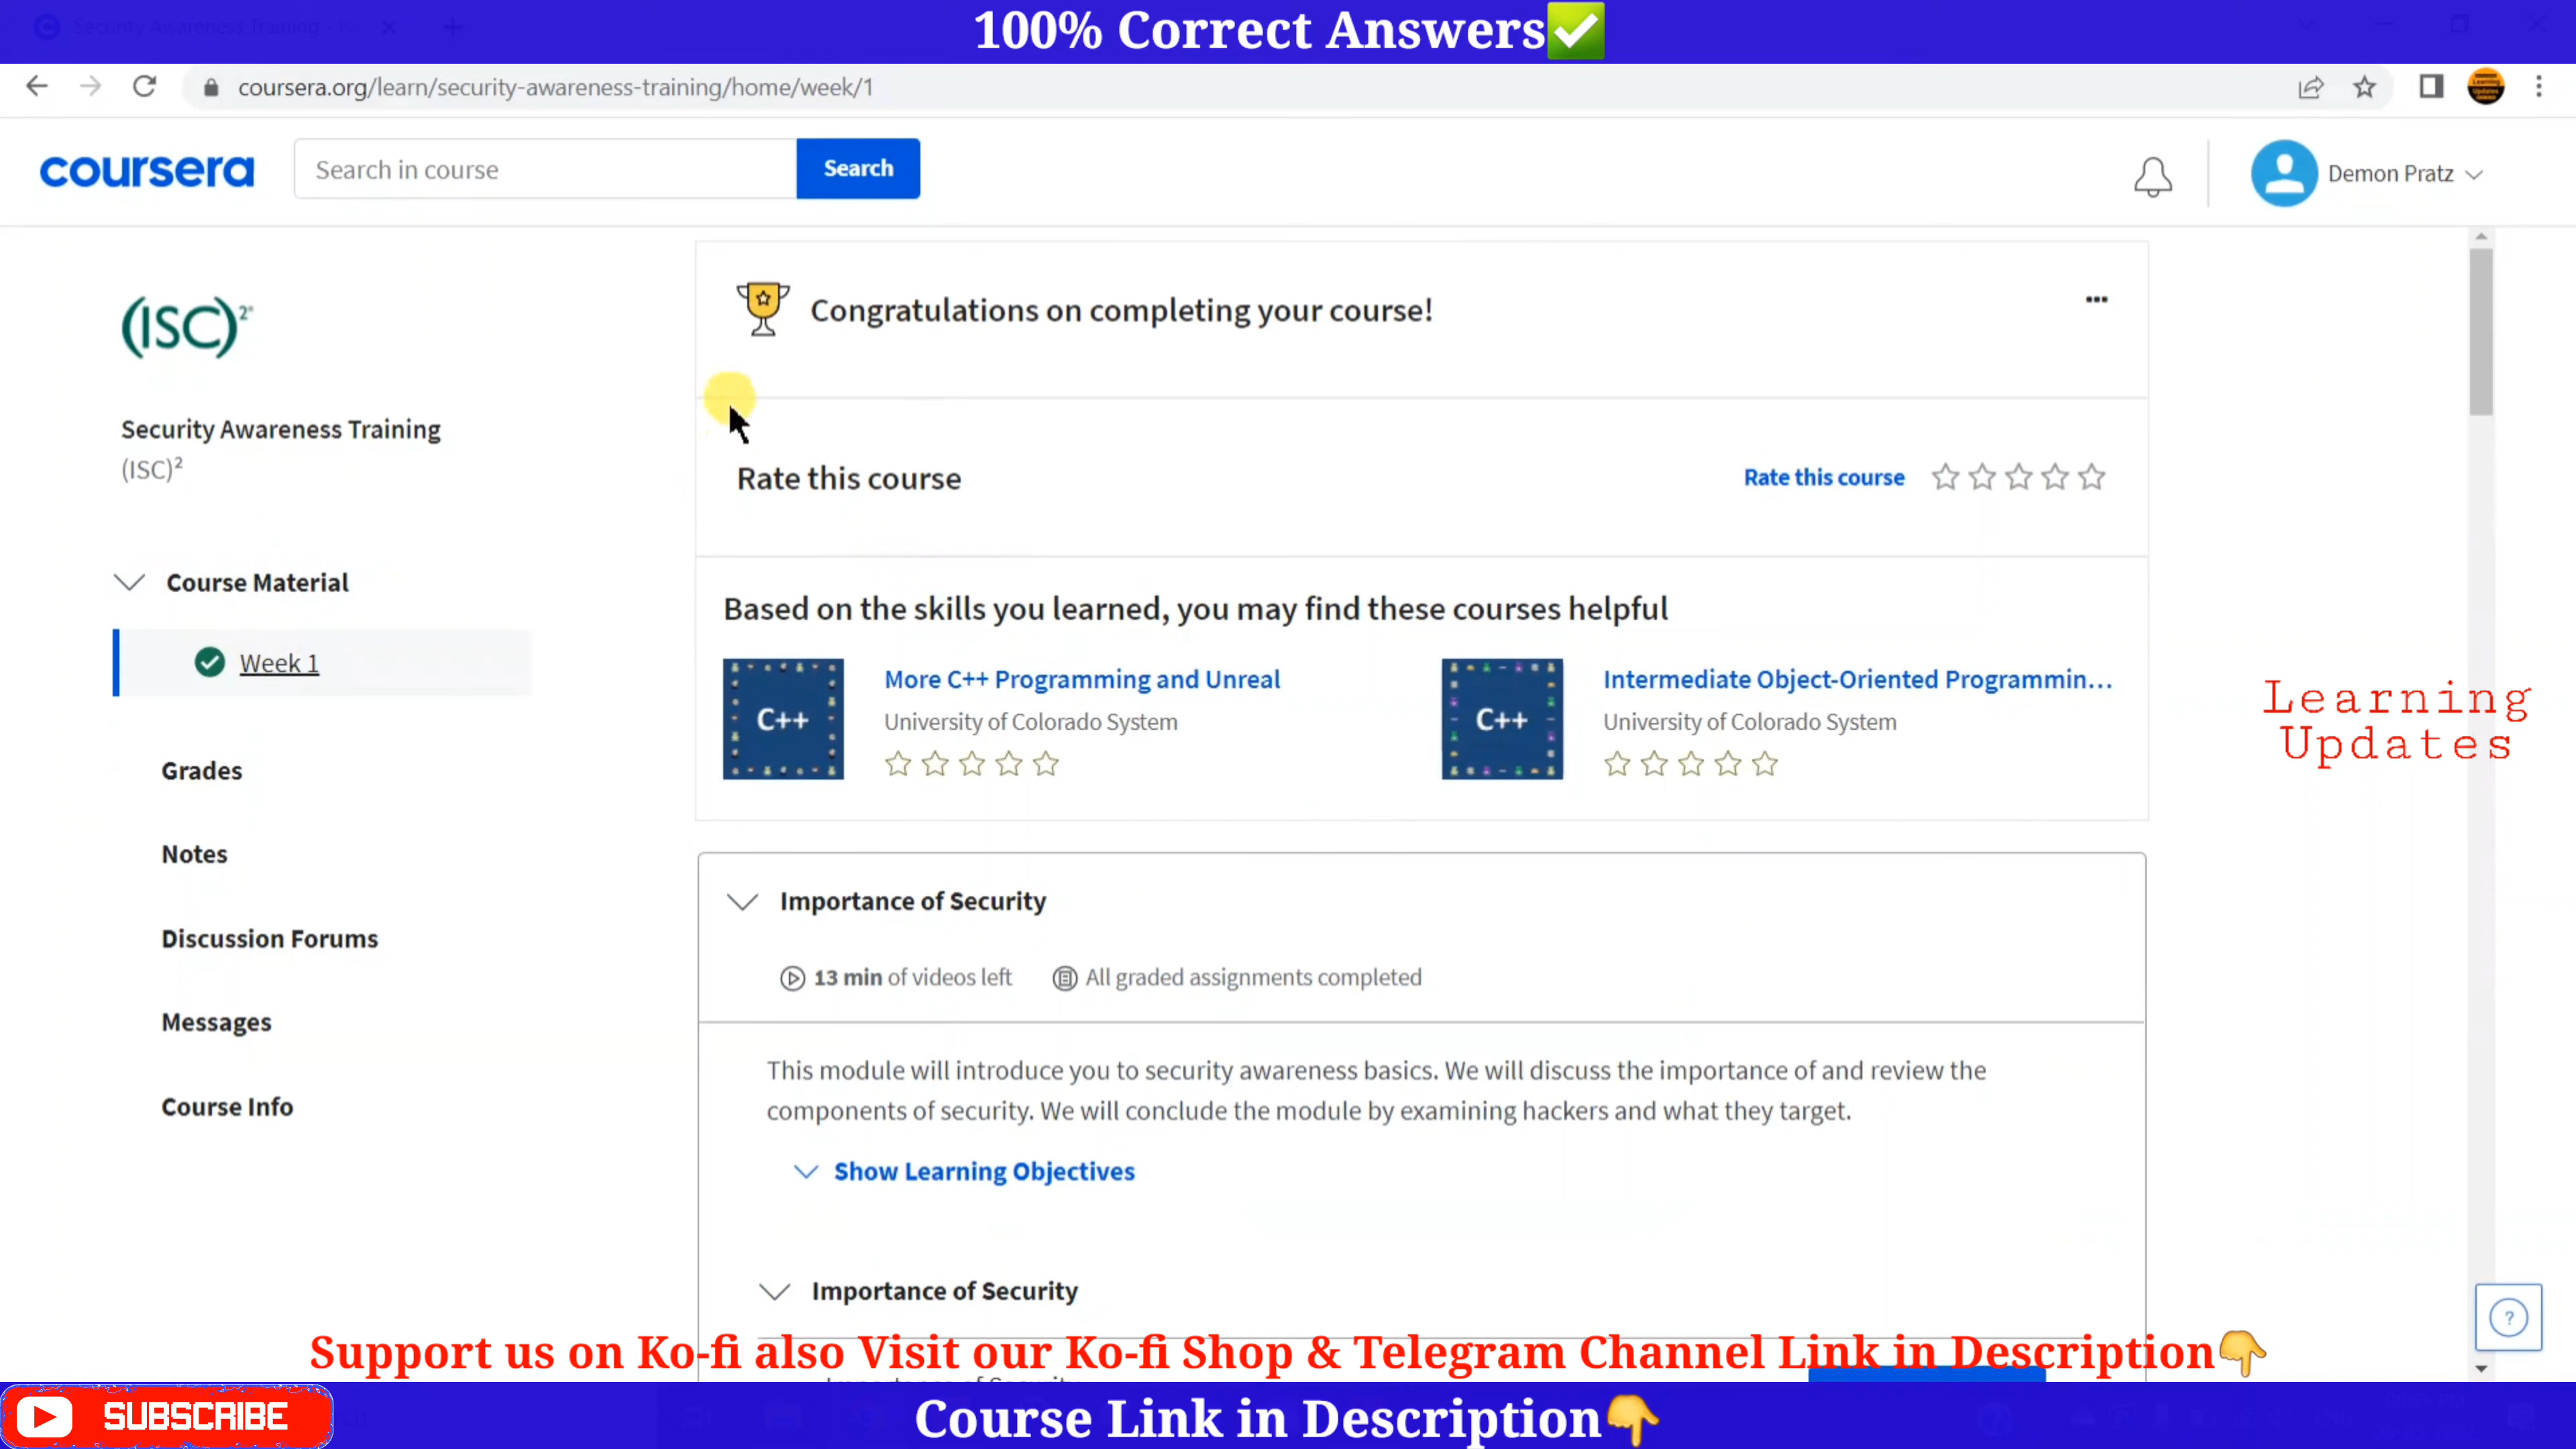 100% Correct Answers✅
Security Awareness Training
coursera.org/learn/security-awareness-training/home/week/1
coursera
Search in course
Search
Demon Pratz
(ISC)²
Security Awareness Training
(ISC)²
Course Material
Week 1
Grades
Notes
Discussion Forums
Messages
Course Info
Congratulations on completing your course!
Rate this course
Rate this course
Based on the skills you learned, you may find these courses helpful
C++
More C++ Programming and Unreal
University of Colorado System
C++
Intermediate Object-Oriented Programmin...
University of Colorado System
Learning
Updates
Importance of Security
13 min of videos left
All graded assignments completed
This module will introduce you to security awareness basics. We will discuss the importance of and review the
components of security. We will conclude the module by examining hackers and what they target.
Show Learning Objectives
Importance of Security
Support us on Ko-fi also Visit our Ko-fi Shop & Telegram Channel Link in Description👇
SUBSCRIBE
Course Link in Description👇